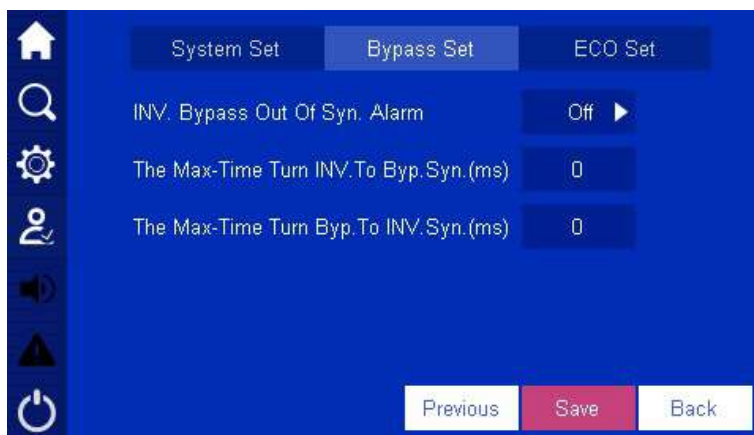 System Set Bypass Set ECO Set
INV. Bypass Out Of Syn. Alarm Off
The Max-Time Turn INV.To Byp.Syn.(ms) 0
The Max-Time Turn Byp.To INV.Syn.(ms) 0
Previous Save Back